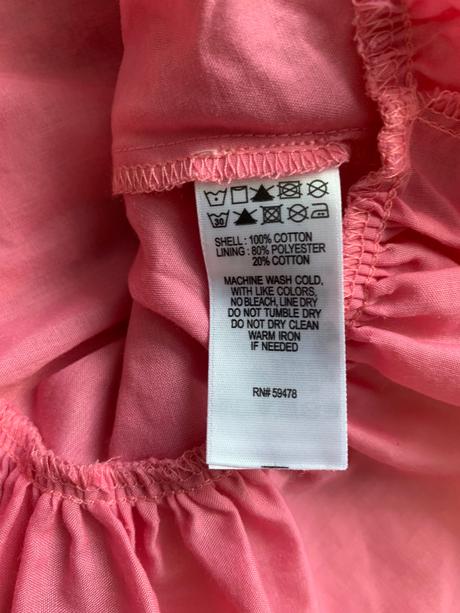 30
SHELL : 100% COTTON
LINING : 80% POLYESTER
20% COTTON
MACHINE WASH COLD,
WITH LIKE COLORS,
NO BLEACH, LINE DRY
DO NOT TUMBLE DRY
DO NOT DRY CLEAN
WARM IRON
IF NEEDED
RN# 59478